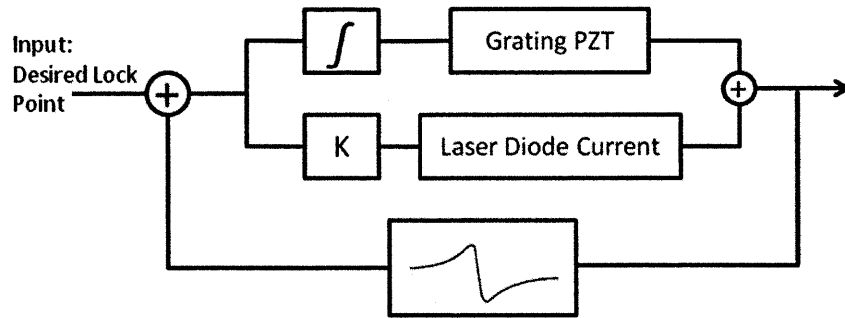 Input:
Desired Lock
Point
+
∫
Grating PZT
+
K
Laser Diode Current